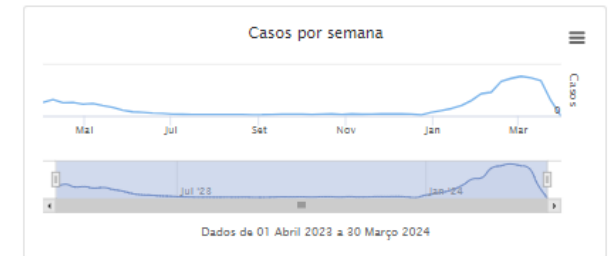 Casos por semana
Casos
0
Mai Jul Set Nov Jan Mar
Jul '23 Jan '24
Dados de 01 Abril 2023 a 30 Março 2024